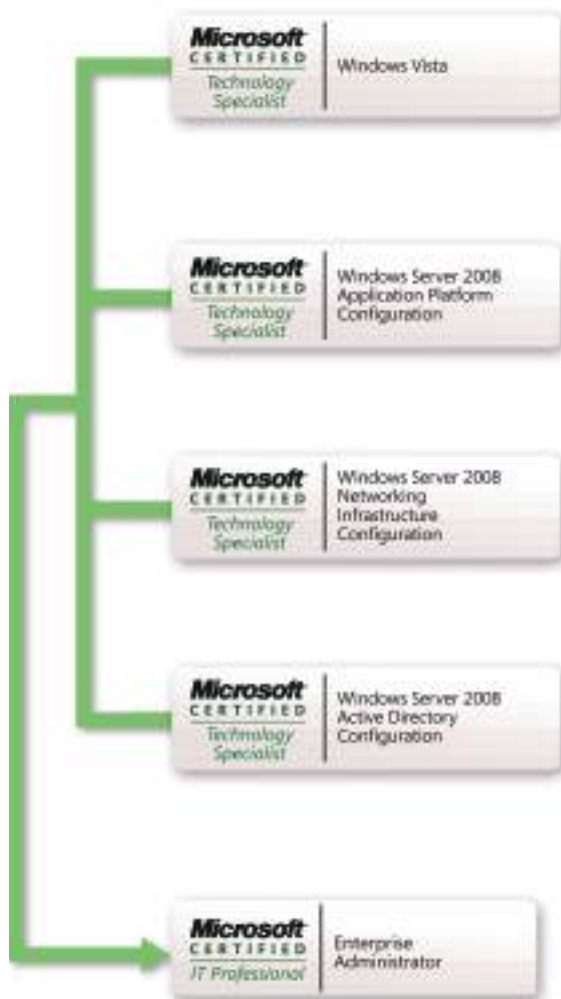 Microsoft
CERTIFIED
Technology
Specialist
Windows Vista
Microsoft
CERTIFIED
Technology
Specialist
Windows Server 2008
Application Platform
Configuration
Microsoft
CERTIFIED
Technology
Specialist
Windows Server 2008
Networking
Infrastructure
Configuration
Microsoft
CERTIFIED
Technology
Specialist
Windows Server 2008
Active Directory
Configuration
Microsoft
CERTIFIED
IT Professional
Enterprise
Administrator